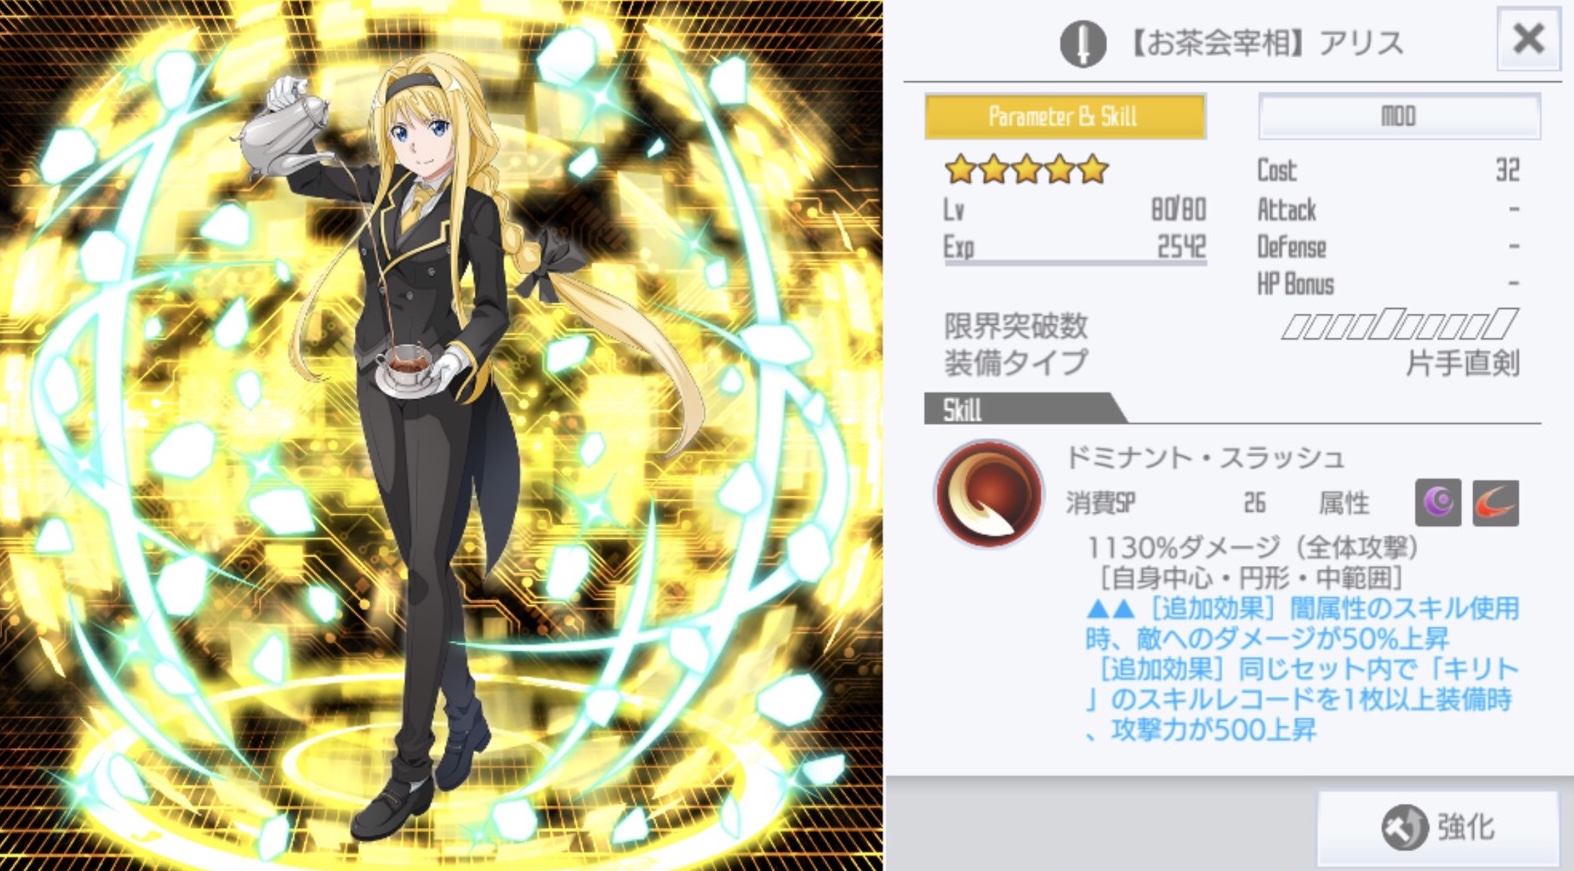 【お茶会宰相】アリス
Parameter & Skill
MOD
Lv 80/80
Exp 2542
Cost 32
Attack -
Defense -
HP Bonus -
限界突破数
装備タイプ 片手直剣
Skill
ドミナント・スラッシュ
消費SP 26 属性
1130%ダメージ（全体攻撃）
［自身中心・円形・中範囲］
▲▲［追加効果］闇属性のスキル使用
時、敵へのダメージが50%上昇
［追加効果］同じセット内で「キリト
」のスキルレコードを1枚以上装備時
、攻撃力が500上昇
強化